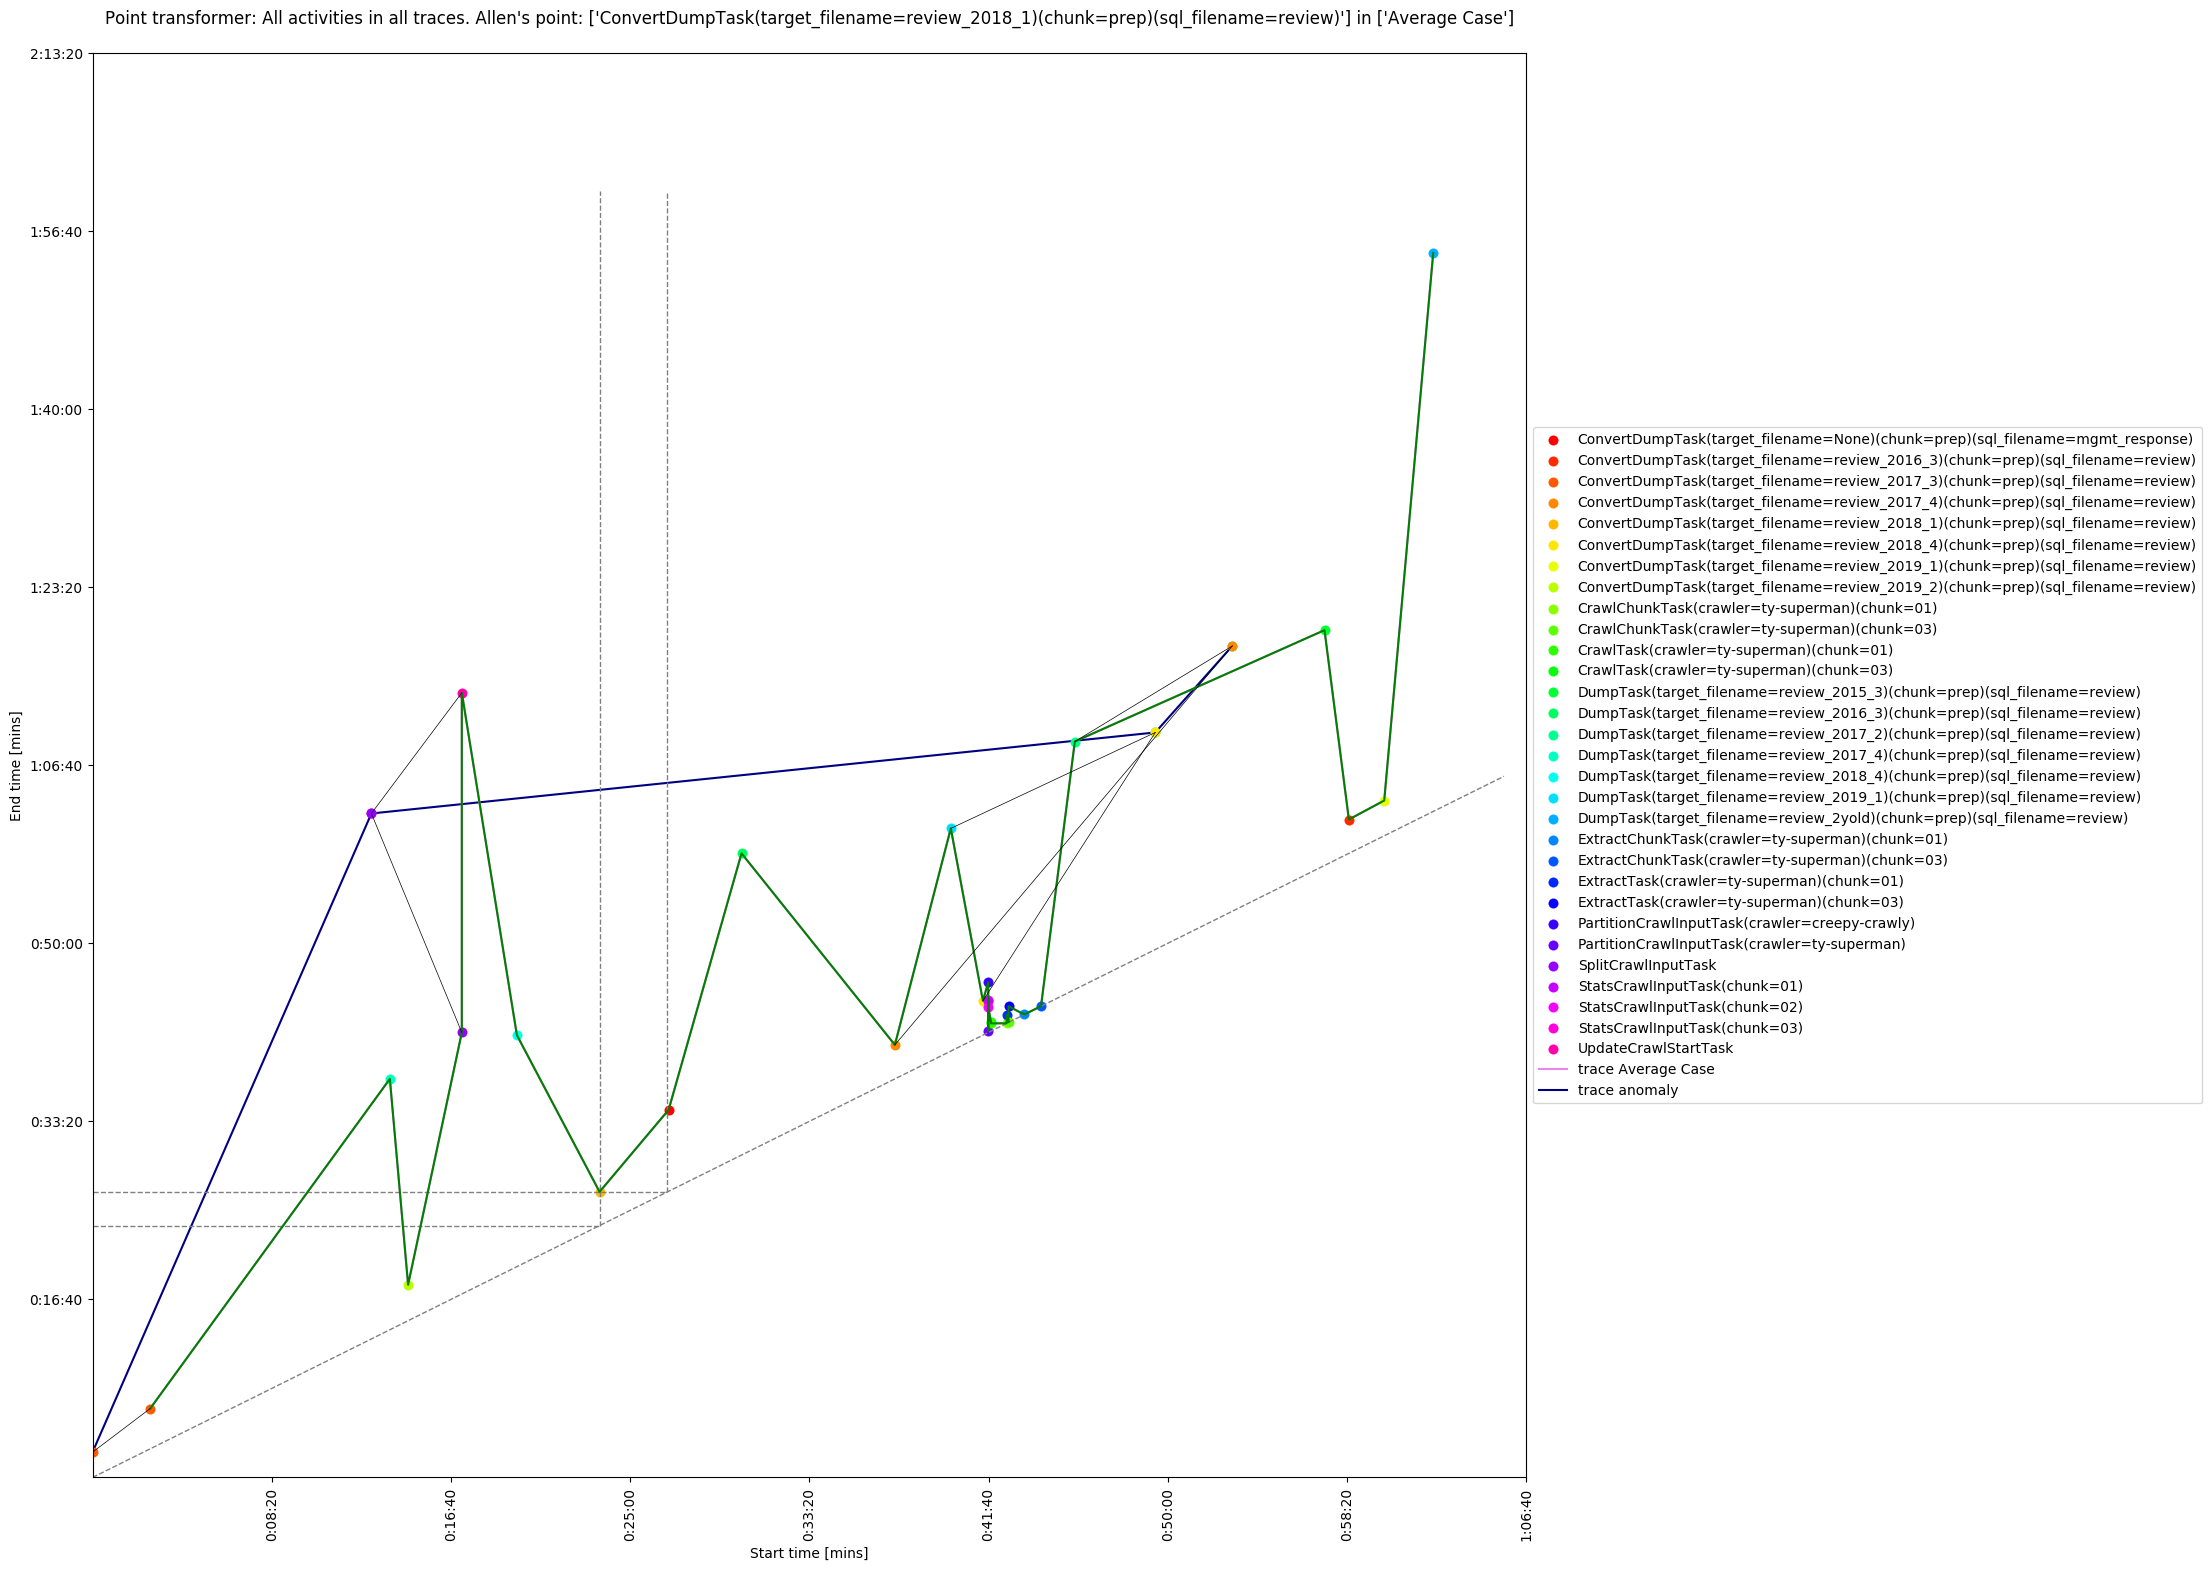 Point transformer: All activities in all traces. Allen's point: ['ConvertDumpTask(target_filename=review_2018_1)(chunk=prep)(sql_filename=review)'] in ['Average Case']
2:13:20
1:56:40
1:40:00
1:23:20
1:06:40
0:50:00
0:33:20
0:16:40
End time [mins]
0:08:20
0:16:40
0:25:00
0:33:20
0:41:40
0:50:00
0:58:20
1:06:40
Start time [mins]
ConvertDumpTask(target_filename=None)(chunk=prep)(sql_filename=mgmt_response)
ConvertDumpTask(target_filename=review_2016_3)(chunk=prep)(sql_filename=review)
ConvertDumpTask(target_filename=review_2017_3)(chunk=prep)(sql_filename=review)
ConvertDumpTask(target_filename=review_2017_4)(chunk=prep)(sql_filename=review)
ConvertDumpTask(target_filename=review_2018_1)(chunk=prep)(sql_filename=review)
ConvertDumpTask(target_filename=review_2018_4)(chunk=prep)(sql_filename=review)
ConvertDumpTask(target_filename=review_2019_1)(chunk=prep)(sql_filename=review)
ConvertDumpTask(target_filename=review_2019_2)(chunk=prep)(sql_filename=review)
CrawlChunkTask(crawler=ty-superman)(chunk=01)
CrawlChunkTask(crawler=ty-superman)(chunk=03)
CrawlTask(crawler=ty-superman)(chunk=01)
CrawlTask(crawler=ty-superman)(chunk=03)
DumpTask(target_filename=review_2015_3)(chunk=prep)(sql_filename=review)
DumpTask(target_filename=review_2016_3)(chunk=prep)(sql_filename=review)
DumpTask(target_filename=review_2017_2)(chunk=prep)(sql_filename=review)
DumpTask(target_filename=review_2017_4)(chunk=prep)(sql_filename=review)
DumpTask(target_filename=review_2018_4)(chunk=prep)(sql_filename=review)
DumpTask(target_filename=review_2019_1)(chunk=prep)(sql_filename=review)
DumpTask(target_filename=review_2yold)(chunk=prep)(sql_filename=review)
ExtractChunkTask(crawler=ty-superman)(chunk=01)
ExtractChunkTask(crawler=ty-superman)(chunk=03)
ExtractTask(crawler=ty-superman)(chunk=01)
ExtractTask(crawler=ty-superman)(chunk=03)
PartitionCrawlInputTask(crawler=creepy-crawly)
PartitionCrawlInputTask(crawler=ty-superman)
SplitCrawlInputTask
StatsCrawlInputTask(chunk=01)
StatsCrawlInputTask(chunk=02)
StatsCrawlInputTask(chunk=03)
UpdateCrawlStartTask
trace Average Case
trace anomaly